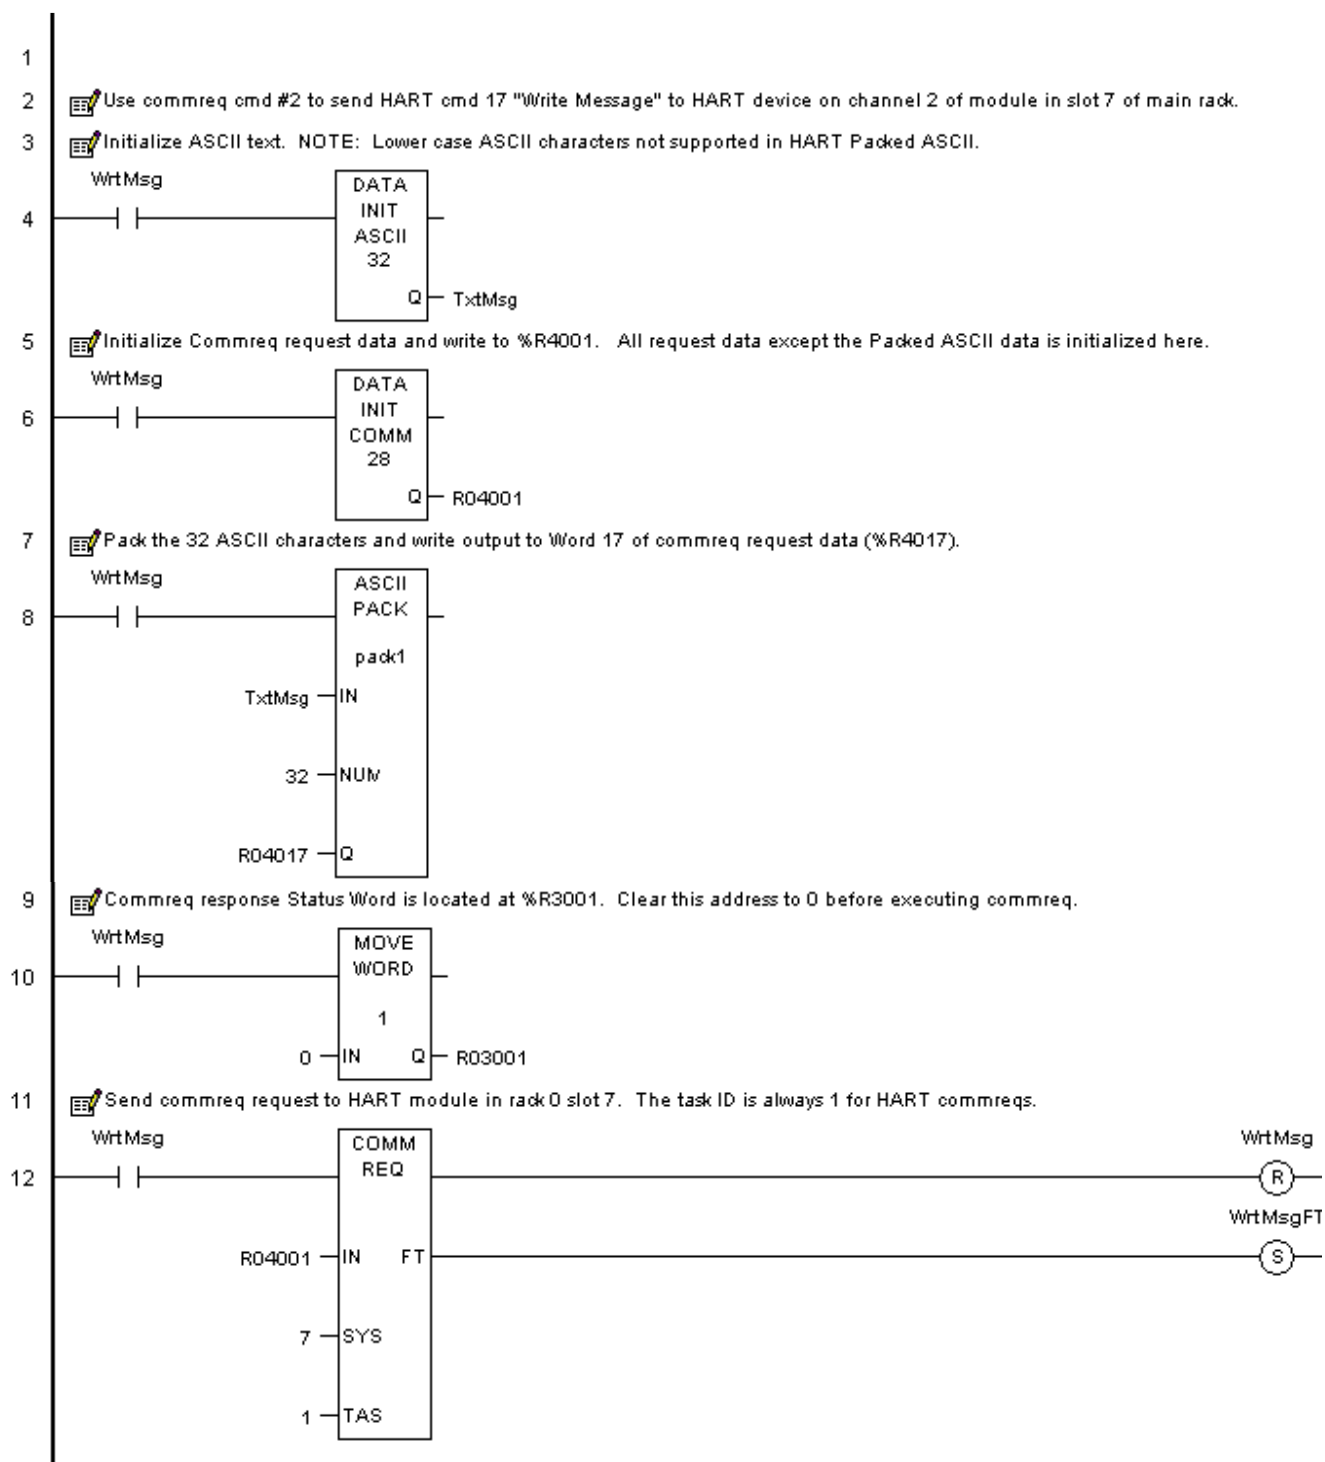 1
2 Use commreq cmd #2 to send HART cmd 17 "Write Message" to HART device on channel 2 of module in slot 7 of main rack.
3 Initialize ASCII text. NOTE: Lower case ASCII characters not supported in HART Packed ASCII.
WrtMsg
DATA
INIT
ASCII
32
4
Q TxtMsg
5 Initialize Commreq request data and write to %R4001. All request data except the Packed ASCII data is initialized here.
WrtMsg
DATA
INIT
COMM
28
6
Q R04001
7 Pack the 32 ASCII characters and write output to Word 17 of commreq request data (%R4017).
WrtMsg
ASCII
PACK
8
pack1
TxtMsg IN
32 NUM
R04017 Q
9 Commreq response Status Word is located at %R3001. Clear this address to 0 before executing commreq.
WrtMsg
MOVE
WORD
10
1
0 IN Q R03001
11 Send commreq request to HART module in rack 0 slot 7. The task ID is always 1 for HART commreqs.
WrtMsg
COMM
REQ
WrtMsg
12
R
WrtMsgFT
R04001 IN FT S
7 SYS
1 TAS